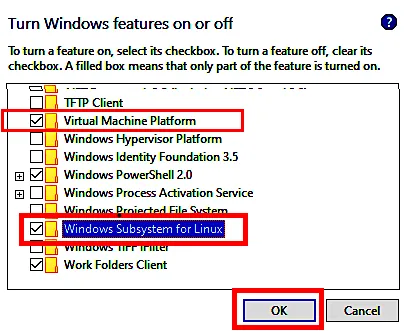 Turn Windows features on or off
?
To turn a feature on, select its checkbox. To turn a feature off, clear its
checkbox. A filled box means that only part of the feature is turned on.
TFTP Client
Virtual Machine Platform
Windows Hypervisor Platform
Windows Identity Foundation 3.5
Windows PowerShell 2.0
Windows Process Activation Service
Windows Projected File System
Windows Subsystem for Linux
Windows TIFF IFilter
Work Folders Client
OK
Cancel